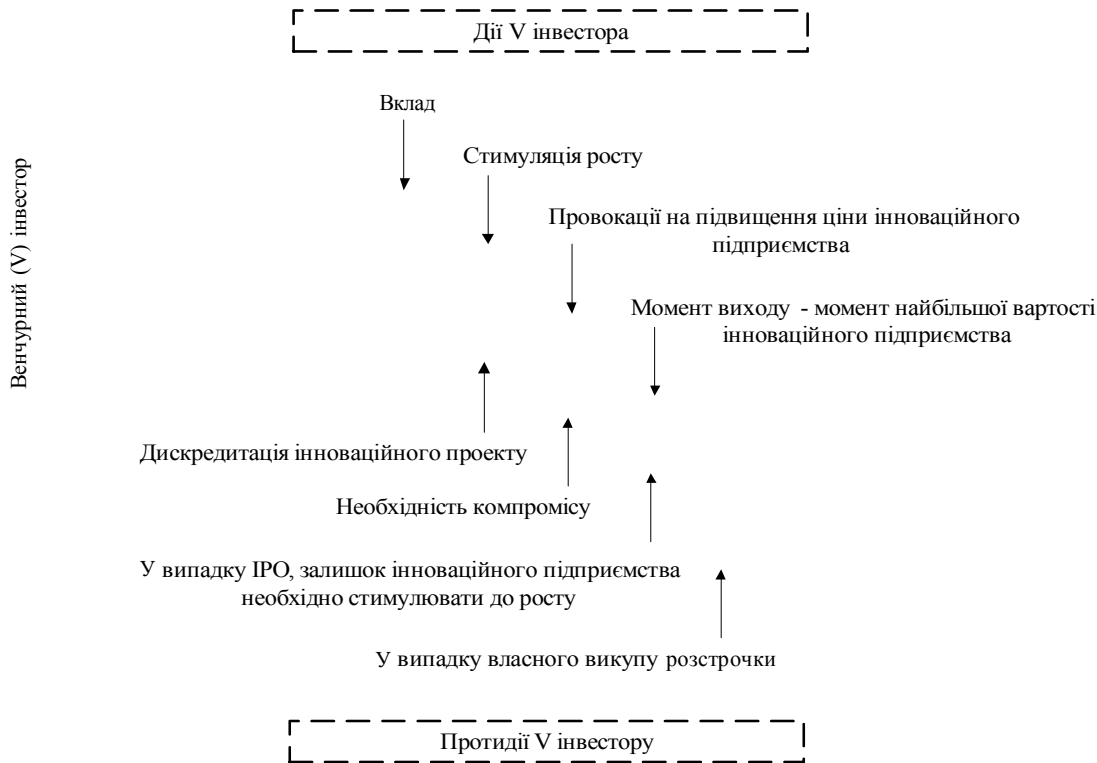 Дії V інвестора
Вклад
Стимуляція росту
Венчурний (V) інвестор
Провокації на підвищення ціни інноваційного
підприємства
Момент виходу - момент найбільшої вартості
інноваційного підприємства
Дискредитація інноваційного проекту
Необхідність компромісу
У випадку IPO, залишок інноваційного підприємства
необхідно стимулювати до росту
У випадку власного викупу розстрочки
Протидії V інвестору